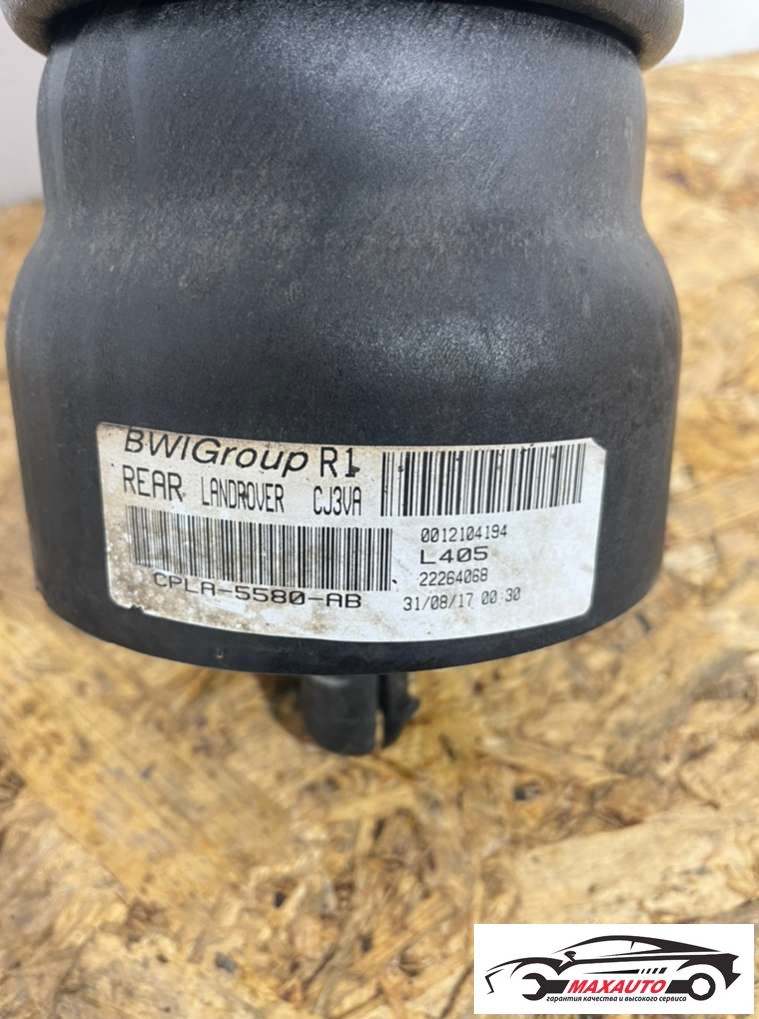 BWIGroup R1
REAR LANDROVER CJ3VA
0012104194
L405
22264068
CPLA-5580-AB
31/08/17 00 30
MAXAUTO
гарантия качества и высокого сервиса